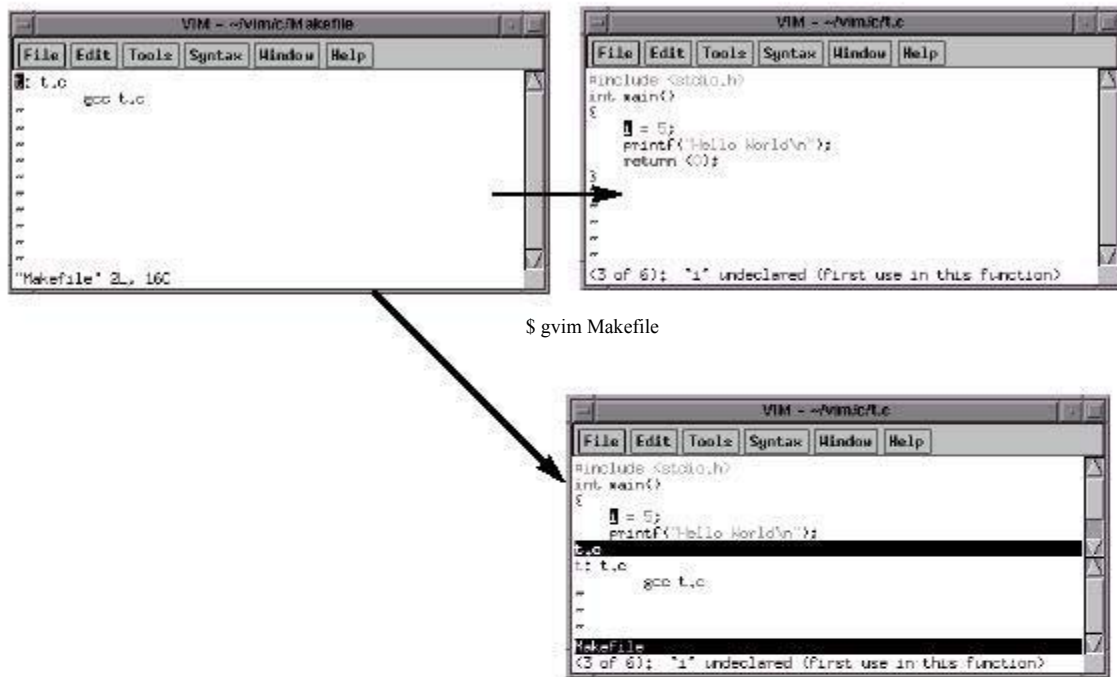 VIM - ~/vim/c/Makefile
File Edit Tools Syntax Window Help
t: t.c
gcc t.c
~
~
~
~
~
~
~
~
~
~
"Makefile" 2L, 16C
VIM - ~/vim/c/t.c
File Edit Tools Syntax Window Help
#include <stdio.h>
int main()
{
i = 5;
printf("Hello World\n");
return (0);
}
~
~
~
~
~
(3 of 6): `i' undeclared (first use in this function)
$ gvim Makefile
VIM - ~/vim/c/t.c
File Edit Tools Syntax Window Help
#include <stdio.h>
int main()
{
i = 5;
printf("Hello World\n");
t.c
t: t.c
gcc t.c
~
~
~
Makefile
(3 of 6): `i' undeclared (first use in this function)